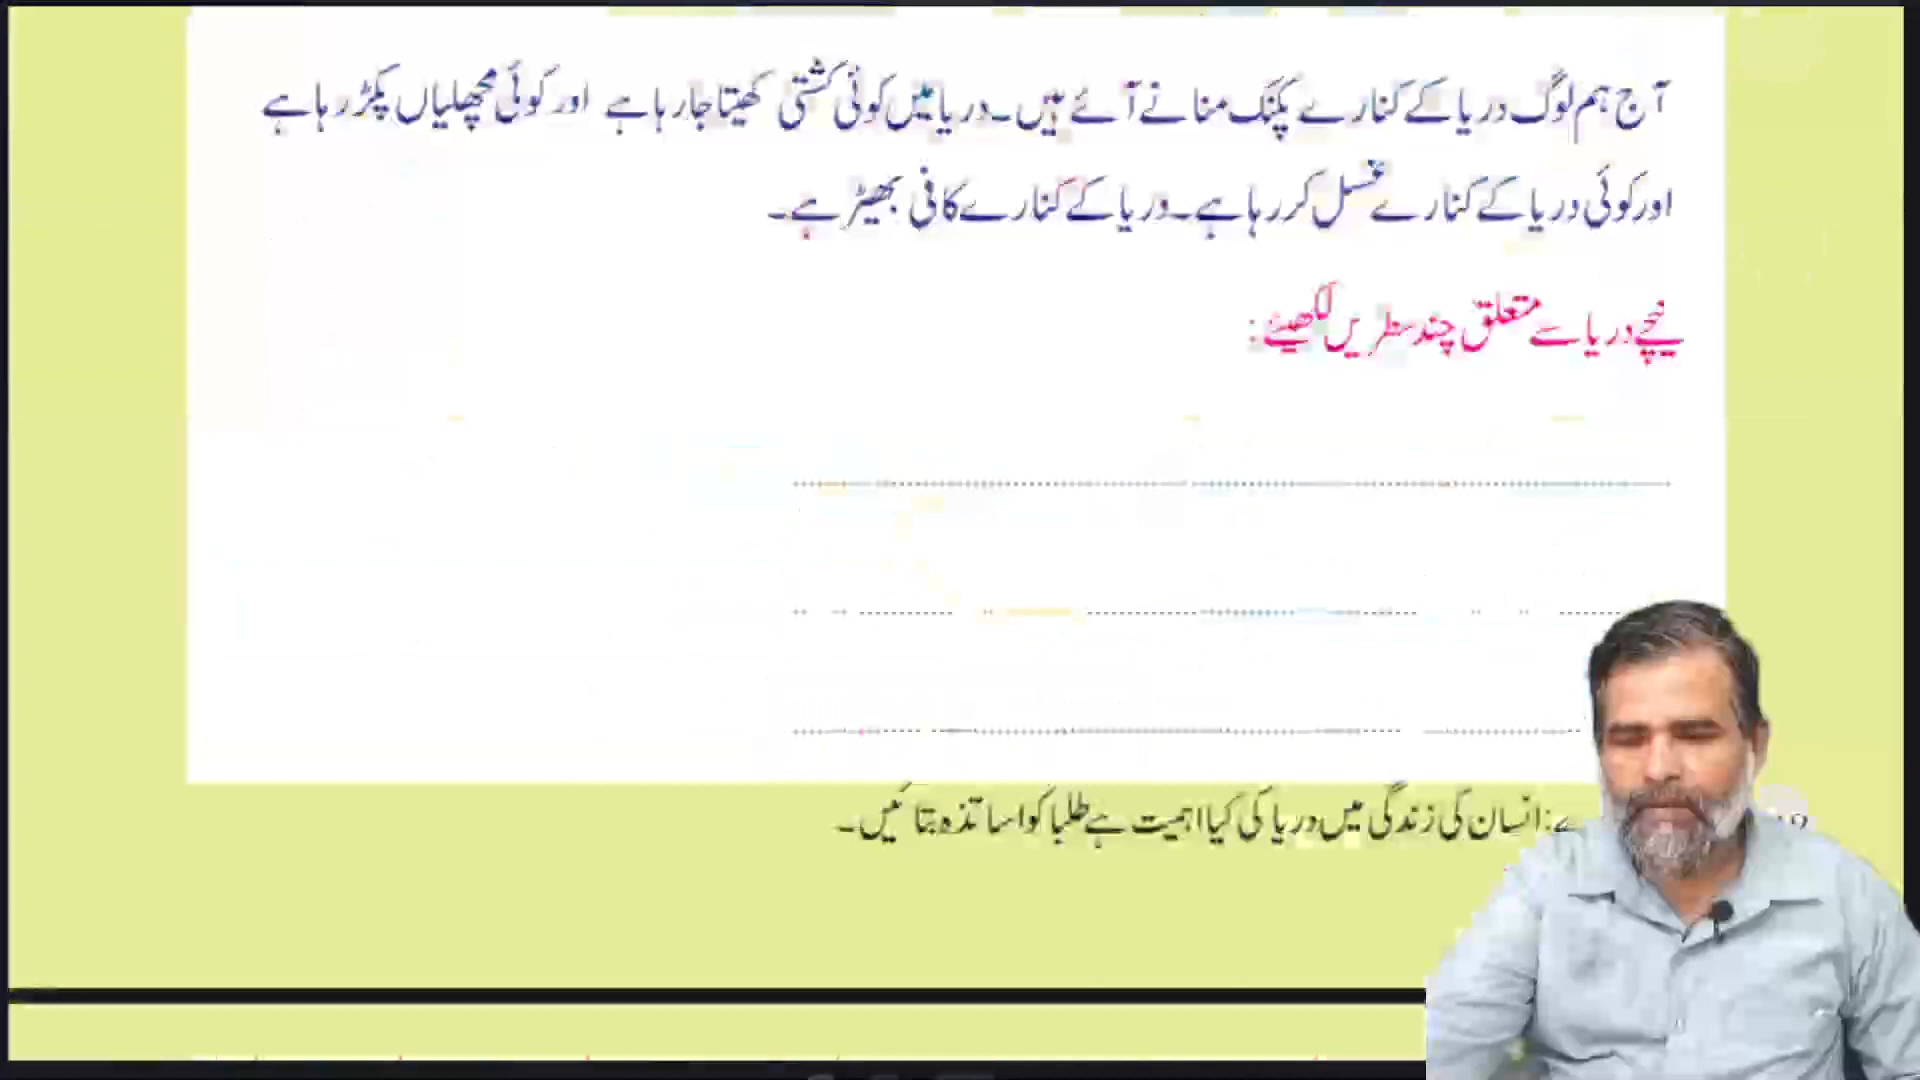 آج ہم لوگ دریا کے کنارے پکنک منانے آئے ہیں۔ دریا میں کوئی کشتی کھیتا جا رہا ہے اور کوئی مچھلیاں پکڑ رہا ہے
اور کوئی دریا کے کنارے غسل کر رہا ہے۔ دریا کے کنارے کافی بھیڑ ہے۔
نیچے دریا سے متعلق چند سطریں لکھیئے:
انسان کی زندگی میں دریا کی کیا اہمیت ہے طلبا کو اساتذہ بتائیں۔